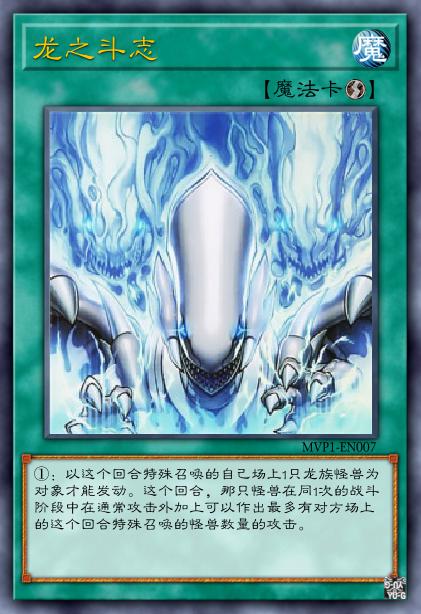 龙之斗志
魔
【魔法卡】
MVP1-EN007
①：以这个回合特殊召唤的自己场上1只龙族怪兽为
对象才能发动。这个回合，那只怪兽在同1次的战斗
阶段中在通常攻击外加上可以作出最多有对方场上
的这个回合特殊召唤的怪兽数量的攻击。